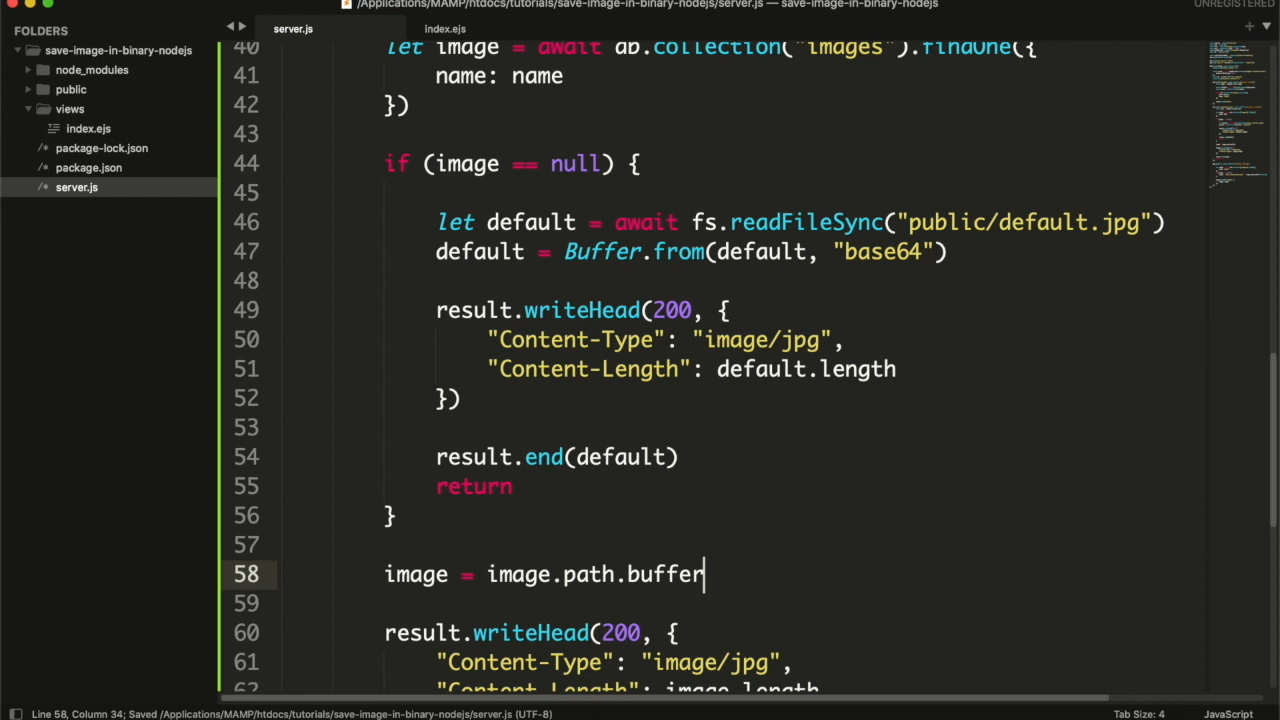 /Applications/MAMP/htdocs/tutorials/save-image-in-binary-nodejs/server.js — save-image-in-binary-nodejs
UNREGISTERED
FOLDERS
save-image-in-binary-nodejs
node_modules
public
views
index.ejs
package-lock.json
package.json
server.js
server.js
index.ejs
40 let image = await db.collection("images").findOne({
41 name: name
42 })
43
44 if (image == null) {
45
46 let default = await fs.readFileSync("public/default.jpg")
47 default = Buffer.from(default, "base64")
48
49 result.writeHead(200, {
50 "Content-Type": "image/jpg",
51 "Content-Length": default.length
52 })
53
54 result.end(default)
55 return
56 }
57
58 image = image.path.buffer
59
60 result.writeHead(200, {
61 "Content-Type": "image/jpg",
62 "Content-Length": image.length
Line 58, Column 34; Saved /Applications/MAMP/htdocs/tutorials/save-image-in-binary-nodejs/server.js (UTF-8)
Tab Size: 4
JavaScript